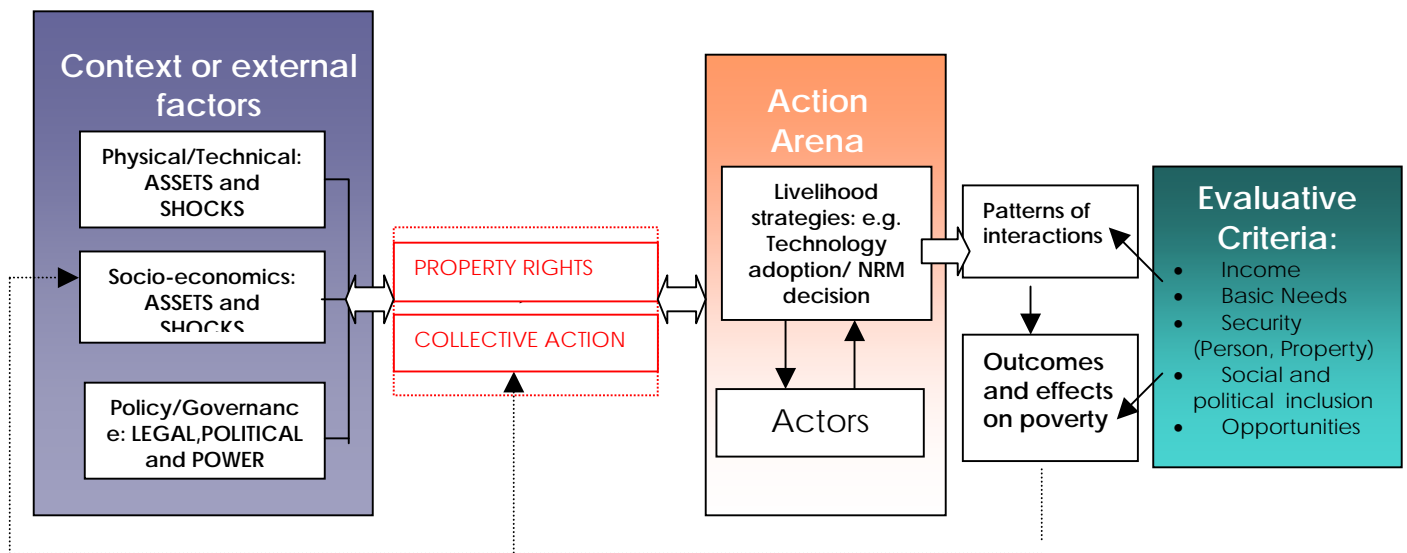 Context or external
factors
Physical/Technical:
ASSETS and
SHOCKS
Socio-economics:
ASSETS and
SHOCKS
Policy/Governanc
e: LEGAL,POLITICAL
and POWER
PROPERTY RIGHTS
COLLECTIVE ACTION
Action
Arena
Livelihood
strategies: e.g.
Technology
adoption/ NRM
decision
Actors
Patterns of
interactions
Outcomes
and effects
on poverty
Evaluative
Criteria:
• Income
• Basic Needs
• Security
(Person, Property)
• Social and
political inclusion
• Opportunities